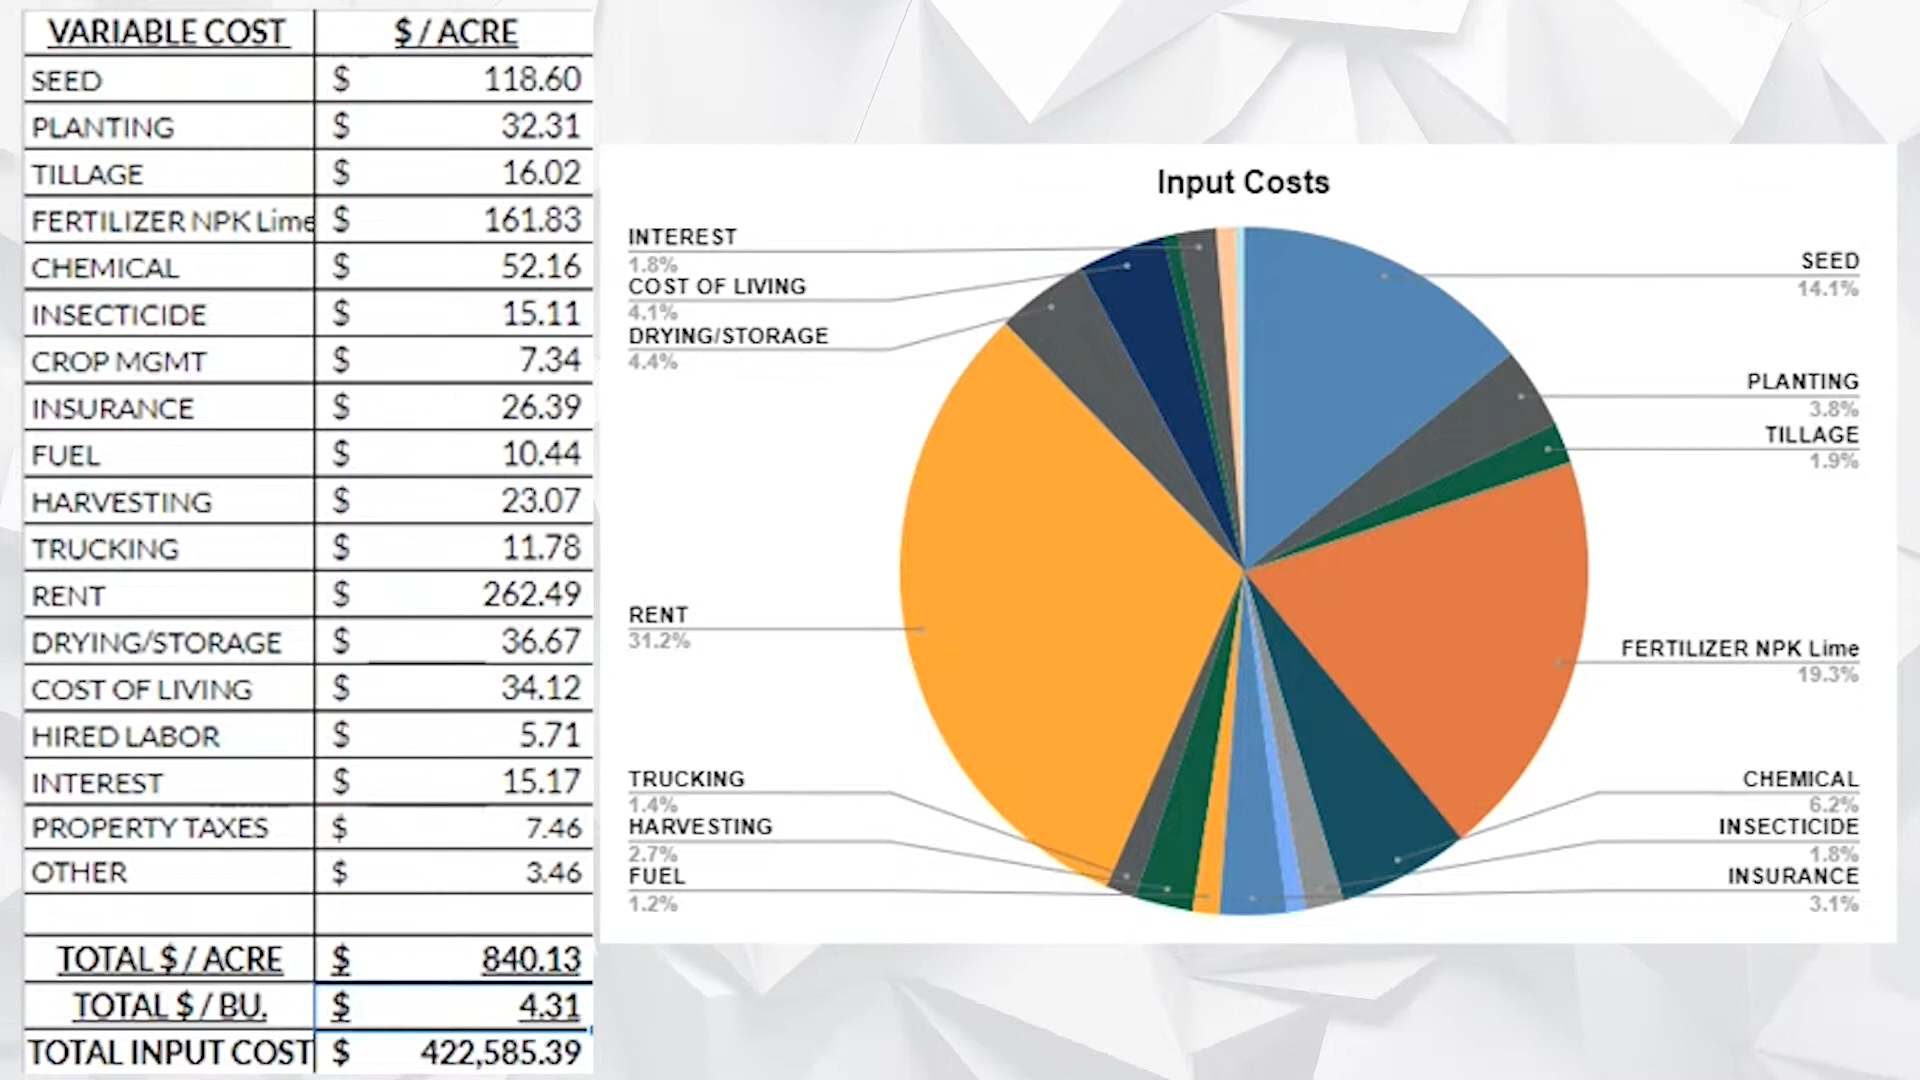 VARIABLE COST $ / ACRE
SEED $ 118.60
PLANTING $ 32.31
TILLAGE $ 16.02
FERTILIZER NPK Lime $ 161.83
CHEMICAL $ 52.16
INSECTICIDE $ 15.11
CROP MGMT $ 7.34
INSURANCE $ 26.39
FUEL $ 10.44
HARVESTING $ 23.07
TRUCKING $ 11.78
RENT $ 262.49
DRYING/STORAGE $ 36.67
COST OF LIVING $ 34.12
HIRED LABOR $ 5.71
INTEREST $ 15.17
PROPERTY TAXES $ 7.46
OTHER $ 3.46
TOTAL $ / ACRE $ 840.13
TOTAL $ / BU. $ 4.31
TOTAL INPUT COST $ 422,585.39
Input Costs
INTEREST
1.8%
COST OF LIVING
4.1%
DRYING/STORAGE
4.4%
RENT
31.2%
TRUCKING
1.4%
HARVESTING
2.7%
FUEL
1.2%
SEED
14.1%
PLANTING
3.8%
TILLAGE
1.9%
FERTILIZER NPK Lime
19.3%
CHEMICAL
6.2%
INSECTICIDE
1.8%
INSURANCE
3.1%